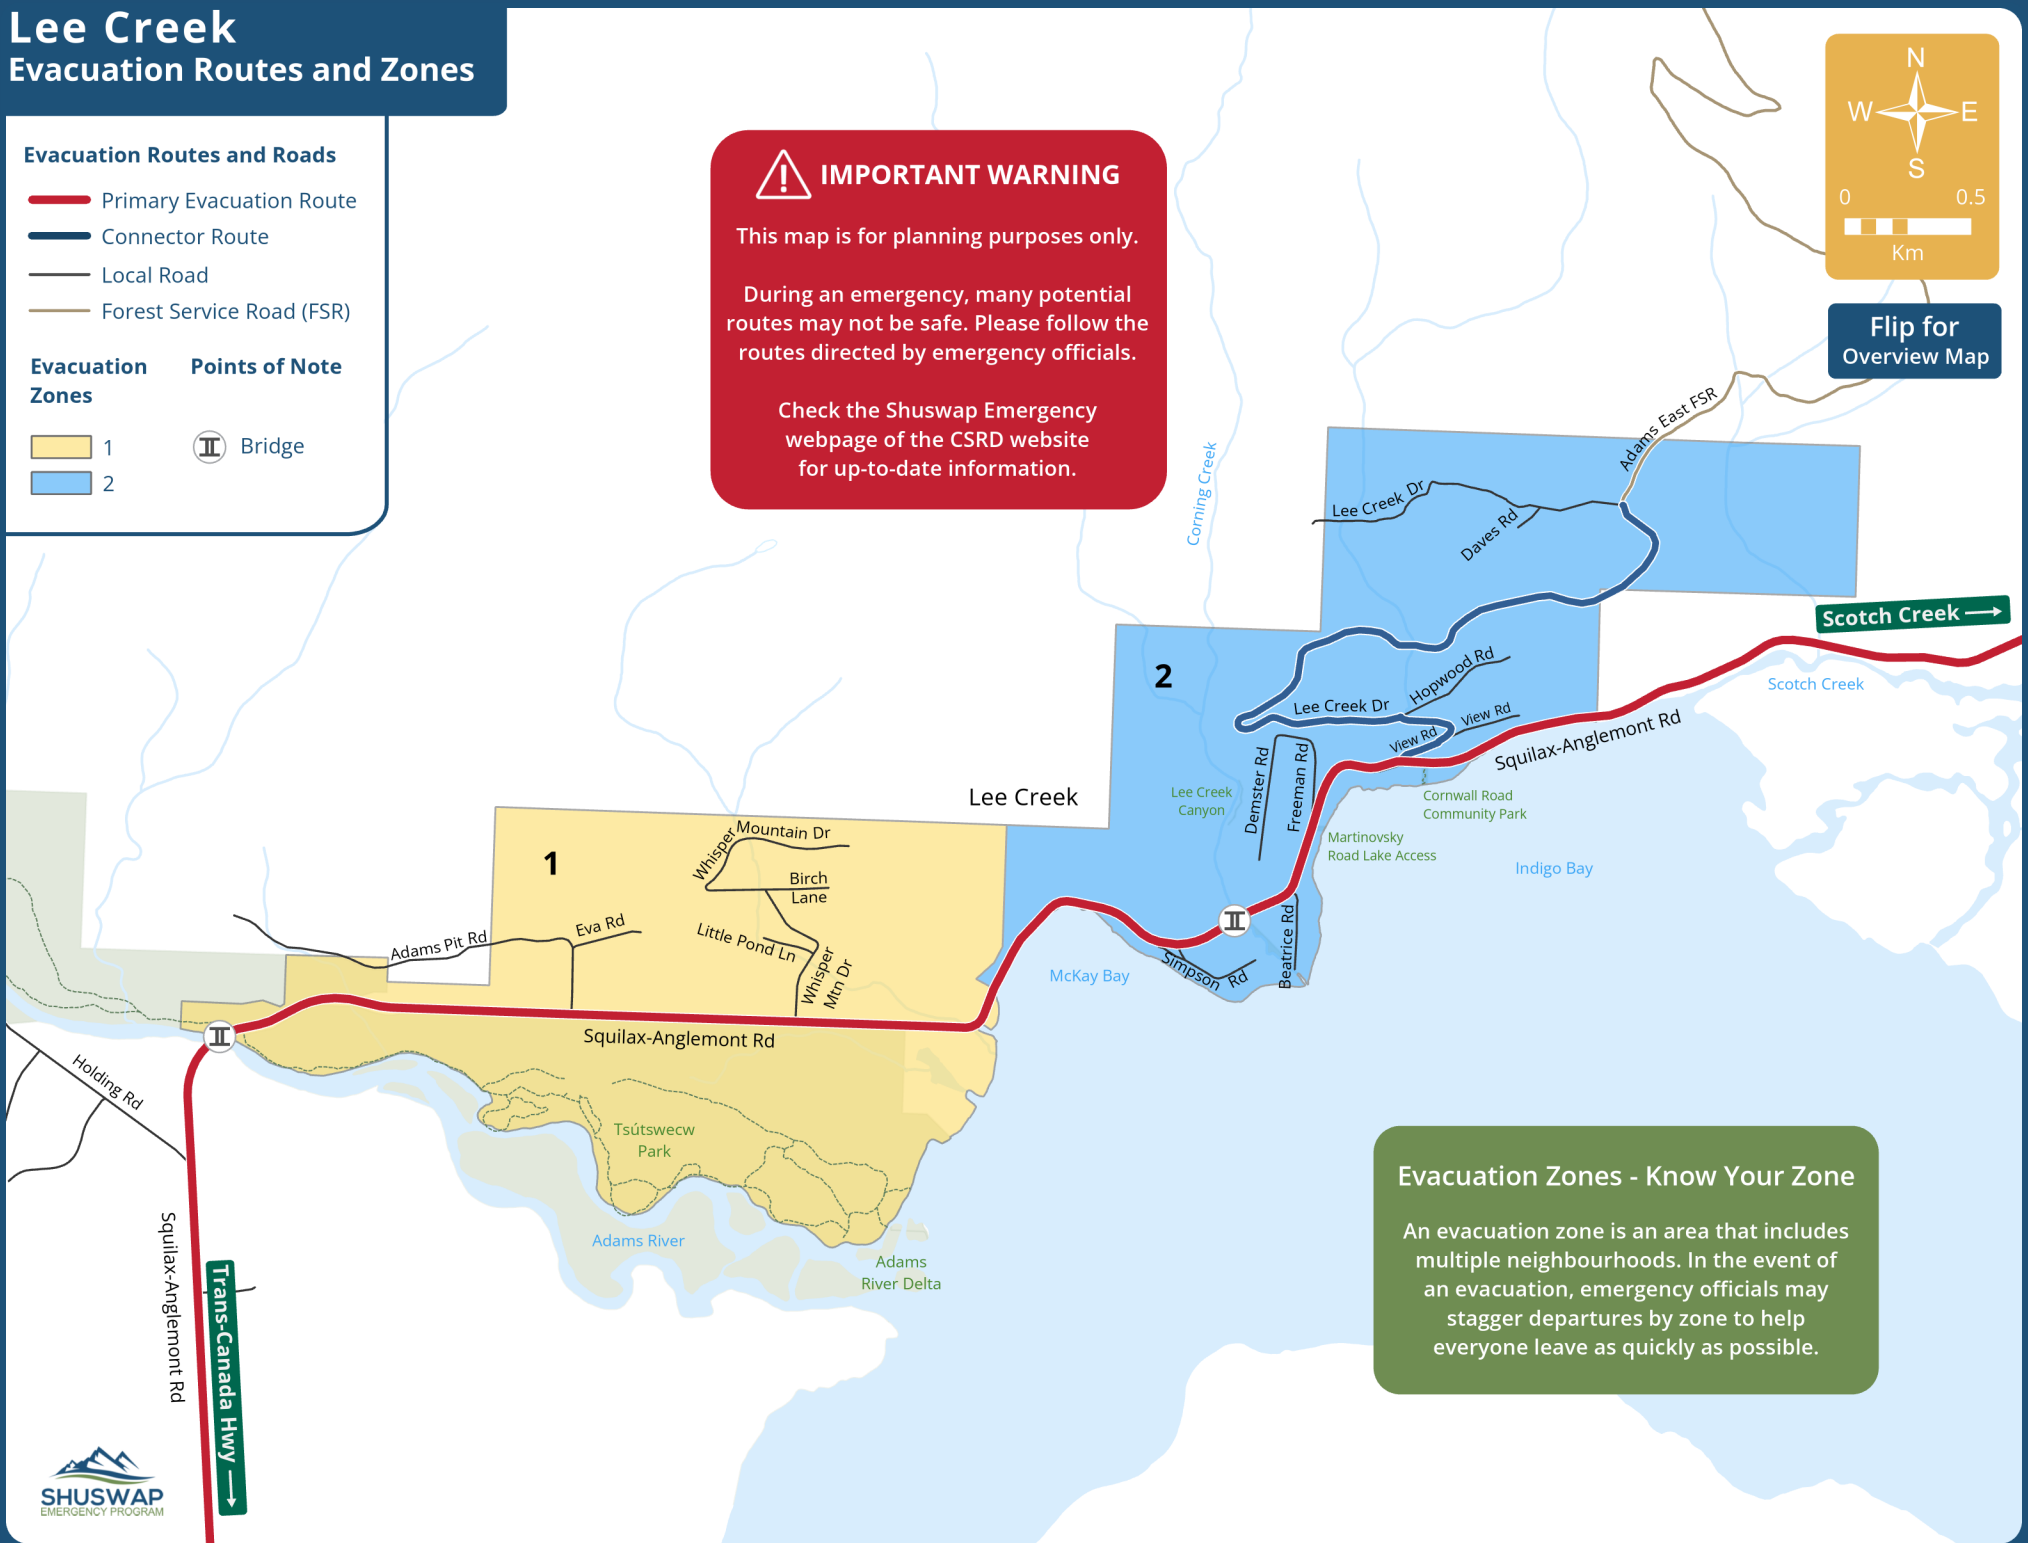 Lee Creek
Evacuation Routes and Zones
Evacuation Routes and Roads
Primary Evacuation Route
Connector Route
Local Road
Forest Service Road (FSR)
Evacuation
Zones
Points of Note
1
2
Bridge
IMPORTANT WARNING
This map is for planning purposes only.
During an emergency, many potential
routes may not be safe. Please follow the
routes directed by emergency officials.
Check the Shuswap Emergency
webpage of the CSRD website
for up-to-date information.
N
W
E
S
0
0.5
Km
Flip for
Overview Map
Adams East FSR
Corning Creek
Lee Creek Dr
Daves Rd
Scotch Creek
Scotch Creek
2
Hopwood Rd
Lee Creek Dr
View Rd
View Rd
Squilax-Anglemont Rd
Demster Rd
Freeman Rd
Lee Creek
Canyon
Lee Creek
Cornwall Road
Community Park
Martinovsky
Road Lake Access
Indigo Bay
1
Whisper
Mountain Dr
Birch
Lane
Eva Rd
Adams Pit Rd
Little Pond Ln
Whisper
Mtn Dr
Beatrice Rd
Simpson Rd
McKay Bay
Squilax-Anglemont Rd
Holding Rd
Tsútswecw
Park
Adams River
Adams
River Delta
Squilax-Anglemont Rd
Trans-Canada Hwy
Evacuation Zones - Know Your Zone
An evacuation zone is an area that includes
multiple neighbourhoods. In the event of
an evacuation, emergency officials may
stagger departures by zone to help
everyone leave as quickly as possible.
SHUSWAP
EMERGENCY PROGRAM